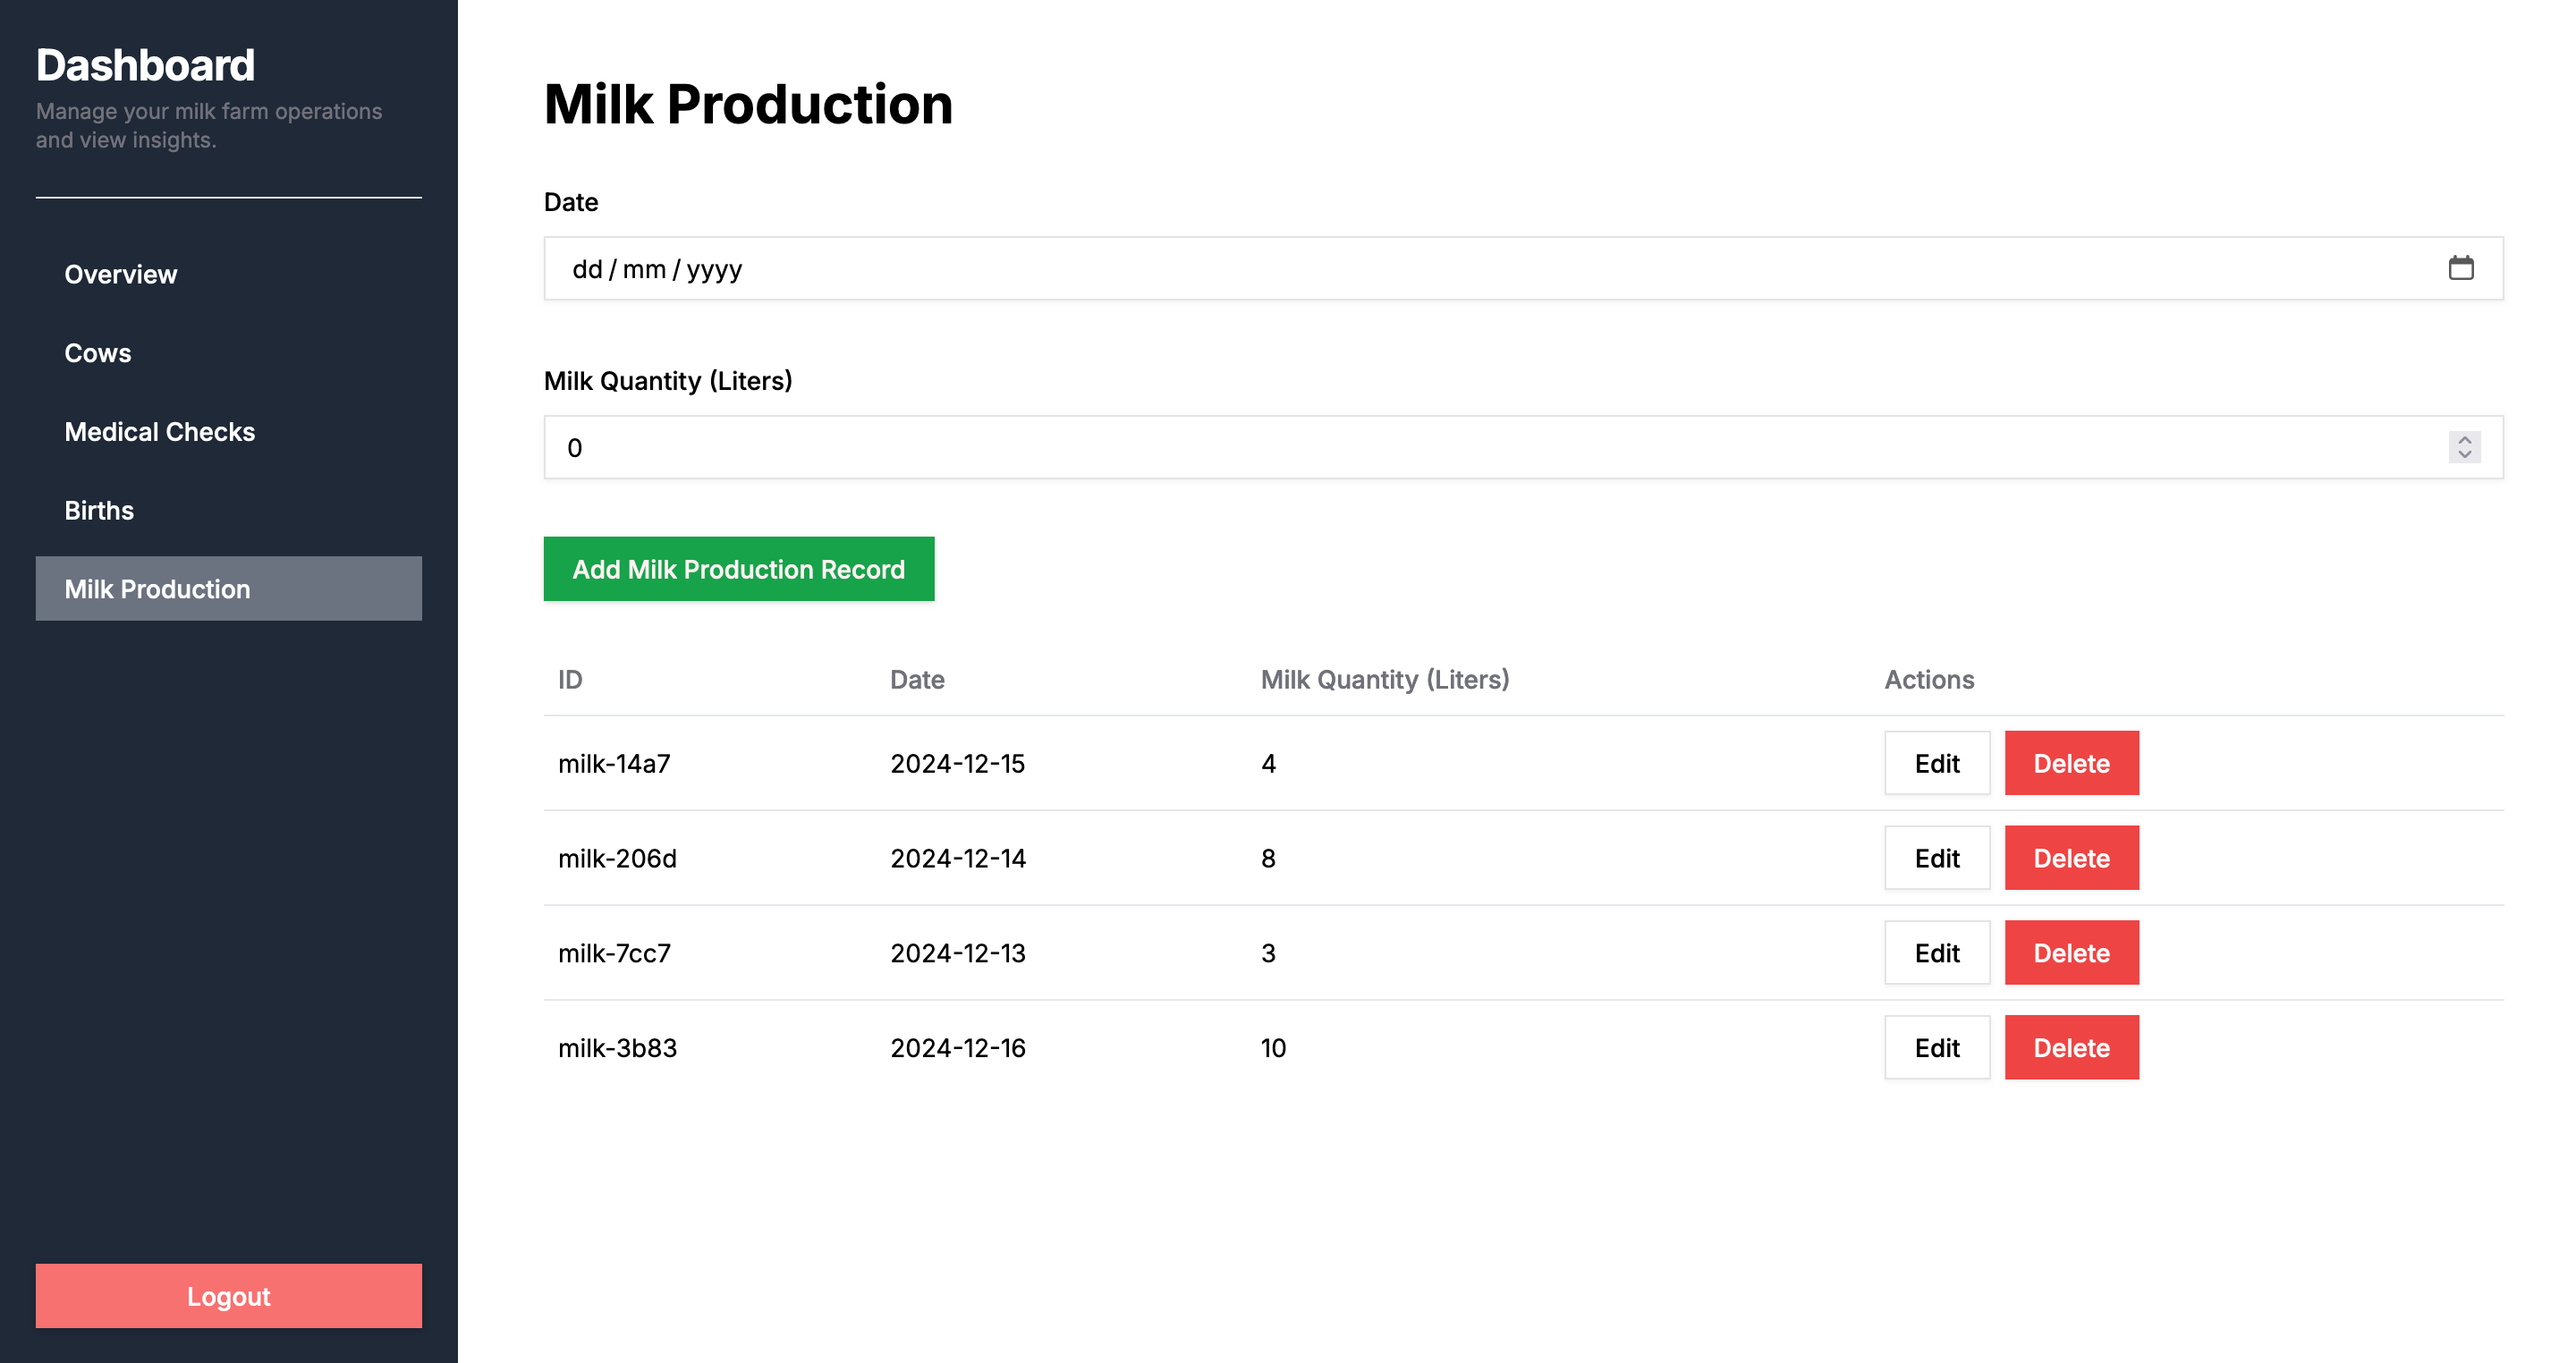 Dashboard
Manage your milk farm operations
and view insights.
Overview
Cows
Medical Checks
Births
Milk Production
Logout
Milk Production
Date
dd / mm / yyyy
Milk Quantity (Liters)
0
Add Milk Production Record
ID Date Milk Quantity (Liters) Actions
milk-14a7 2024-12-15 4 Edit Delete
milk-206d 2024-12-14 8 Edit Delete
milk-7cc7 2024-12-13 3 Edit Delete
milk-3b83 2024-12-16 10 Edit Delete